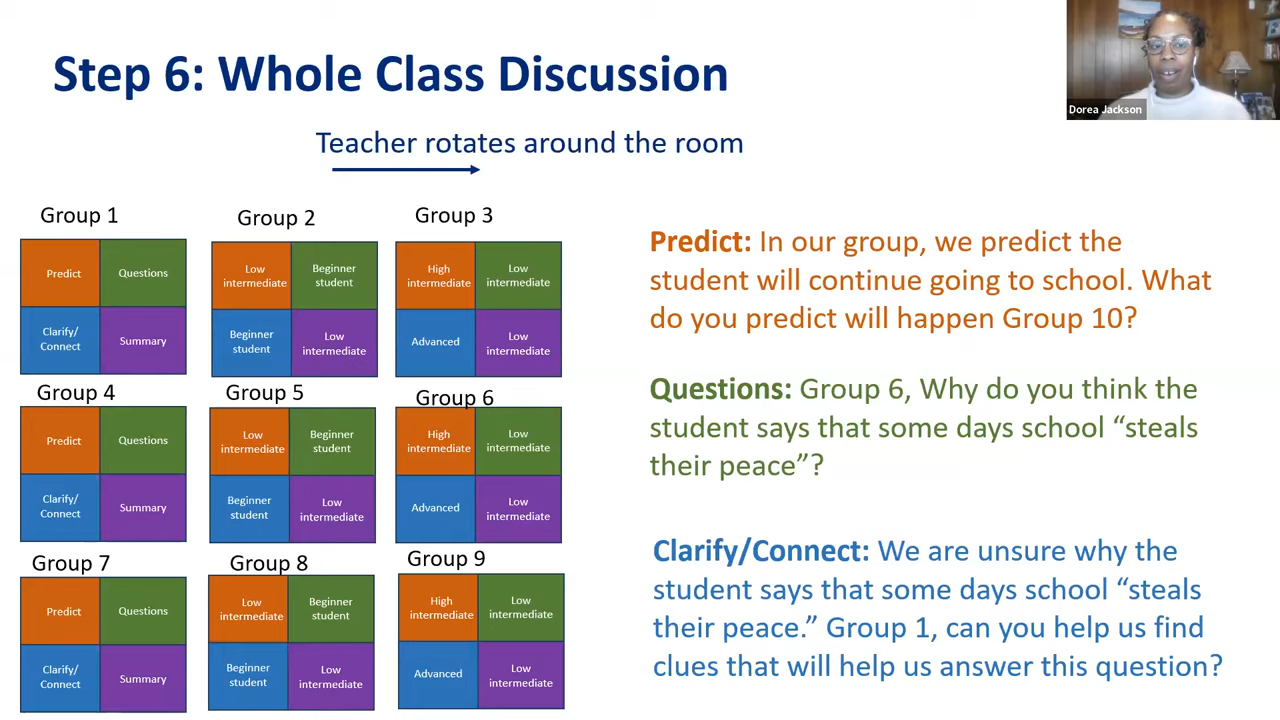 Step 6: Whole Class Discussion
Dorea Jackson
Teacher rotates around the room
Group 1
Predict
Questions
Clarify/
Connect
Summary
Group 2
Low
intermediate
Beginner
student
Beginner
student
Low
intermediate
Group 3
High
intermediate
Low
intermediate
Advanced
Low
intermediate
Group 4
Predict
Questions
Clarify/
Connect
Summary
Group 5
Low
intermediate
Beginner
student
Beginner
student
Low
intermediate
Group 6
High
intermediate
Low
intermediate
Advanced
Low
intermediate
Group 7
Predict
Questions
Clarify/
Connect
Summary
Group 8
Low
intermediate
Beginner
student
Beginner
student
Low
intermediate
Group 9
High
intermediate
Low
intermediate
Advanced
Low
intermediate
Predict: In our group, we predict the
student will continue going to school. What
do you predict will happen Group 10?
Questions: Group 6, Why do you think the
student says that some days school “steals
their peace”?
Clarify/Connect: We are unsure why the
student says that some days school “steals
their peace.” Group 1, can you help us find
clues that will help us answer this question?